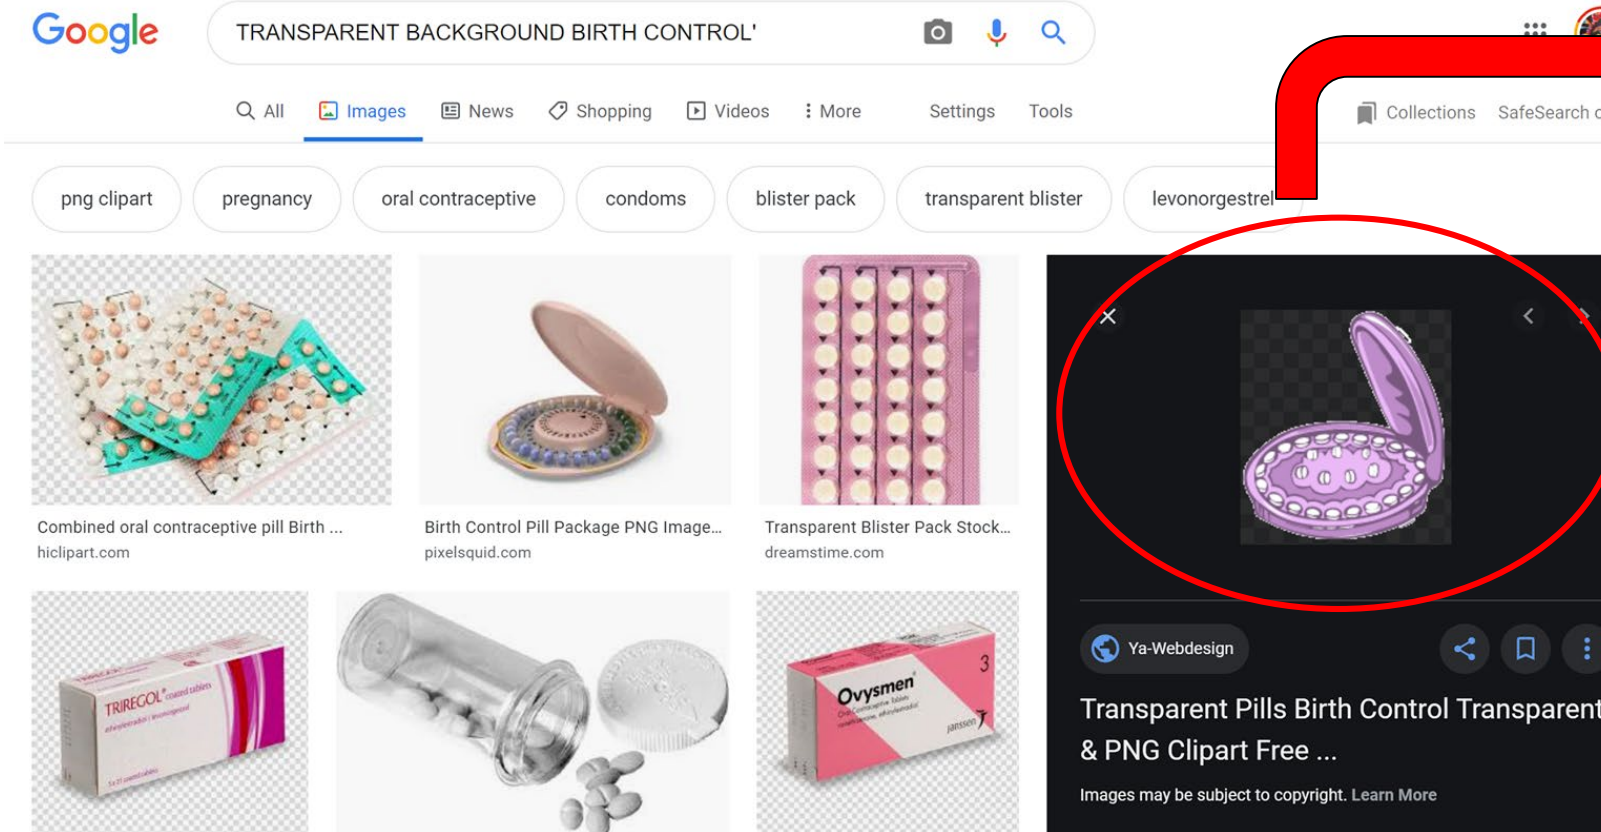 Google
TRANSPARENT BACKGROUND BIRTH CONTROL'
All
Images
News
Shopping
Videos
More
Settings
Tools
Collections
SafeSearch
png clipart
pregnancy
oral contraceptive
condoms
blister pack
transparent blister
levonorgestrel
Combined oral contraceptive pill Birth ...
hiclipart.com
Birth Control Pill Package PNG Image...
pixelsquid.com
Transparent Blister Pack Stock...
dreamstime.com
TRIREGOL® coated tablets
Ovysmen
3
janssen
Ya-Webdesign
Transparent Pills Birth Control Transparent
& PNG Clipart Free ...
Images may be subject to copyright. Learn More